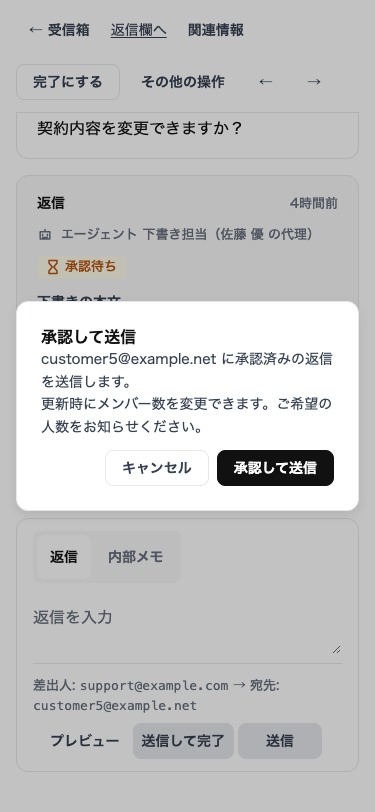 ← 受信箱 返信欄へ 関連情報
完了にする その他の操作 ← →
契約内容を変更できますか？
返信 4時間前
エージェント 下書き担当（佐藤 優 の代理）
承認待ち
下書きの本文
承認して送信
customer5@example.net に承認済みの返信
を送信します。
更新時にメンバー数を変更できます。ご希望の
人数をお知らせください。
キャンセル 承認して送信
返信 内部メモ
返信を入力
差出人: support@example.com → 宛先:
customer5@example.net
プレビュー 送信して完了 送信